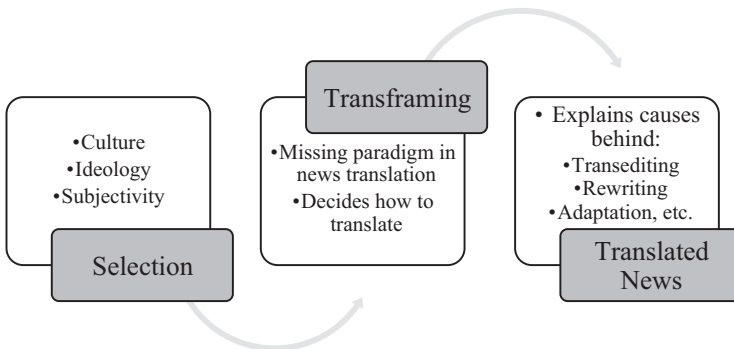 •Culture
•Ideology
•Subjectivity
Selection
Transframing
•Missing paradigm in
news translation
•Decides how to
translate
• Explains causes
behind:
•Transediting
•Rewriting
•Adaptation, etc.
Translated
News